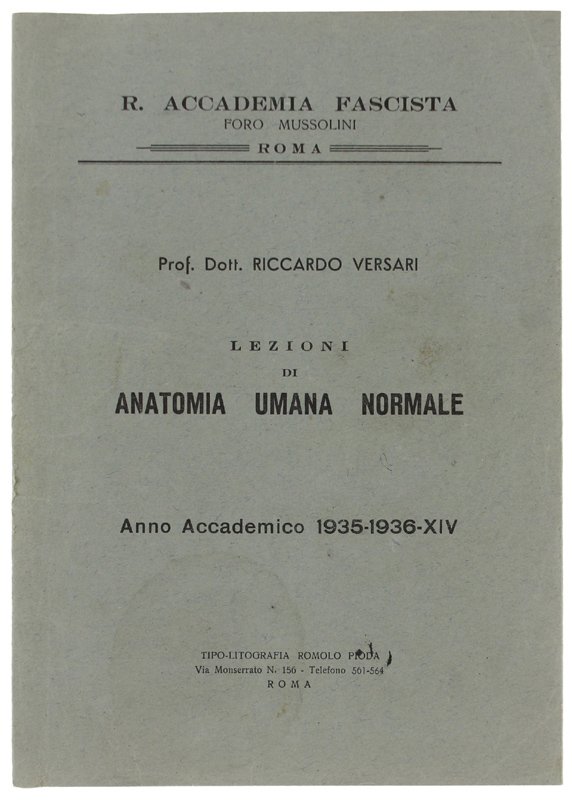 R. ACCADEMIA FASCISTA
FORO MUSSOLINI
ROMA
Prof. Dott. RICCARDO VERSARI
LEZIONI
DI
ANATOMIA UMANA NORMALE
Anno Accademico 1935-1936-XIV
TIPO-LITOGRAFIA ROMOLO PIODA
Via Monserrato N. 156 - Telefono 561-564
ROMA